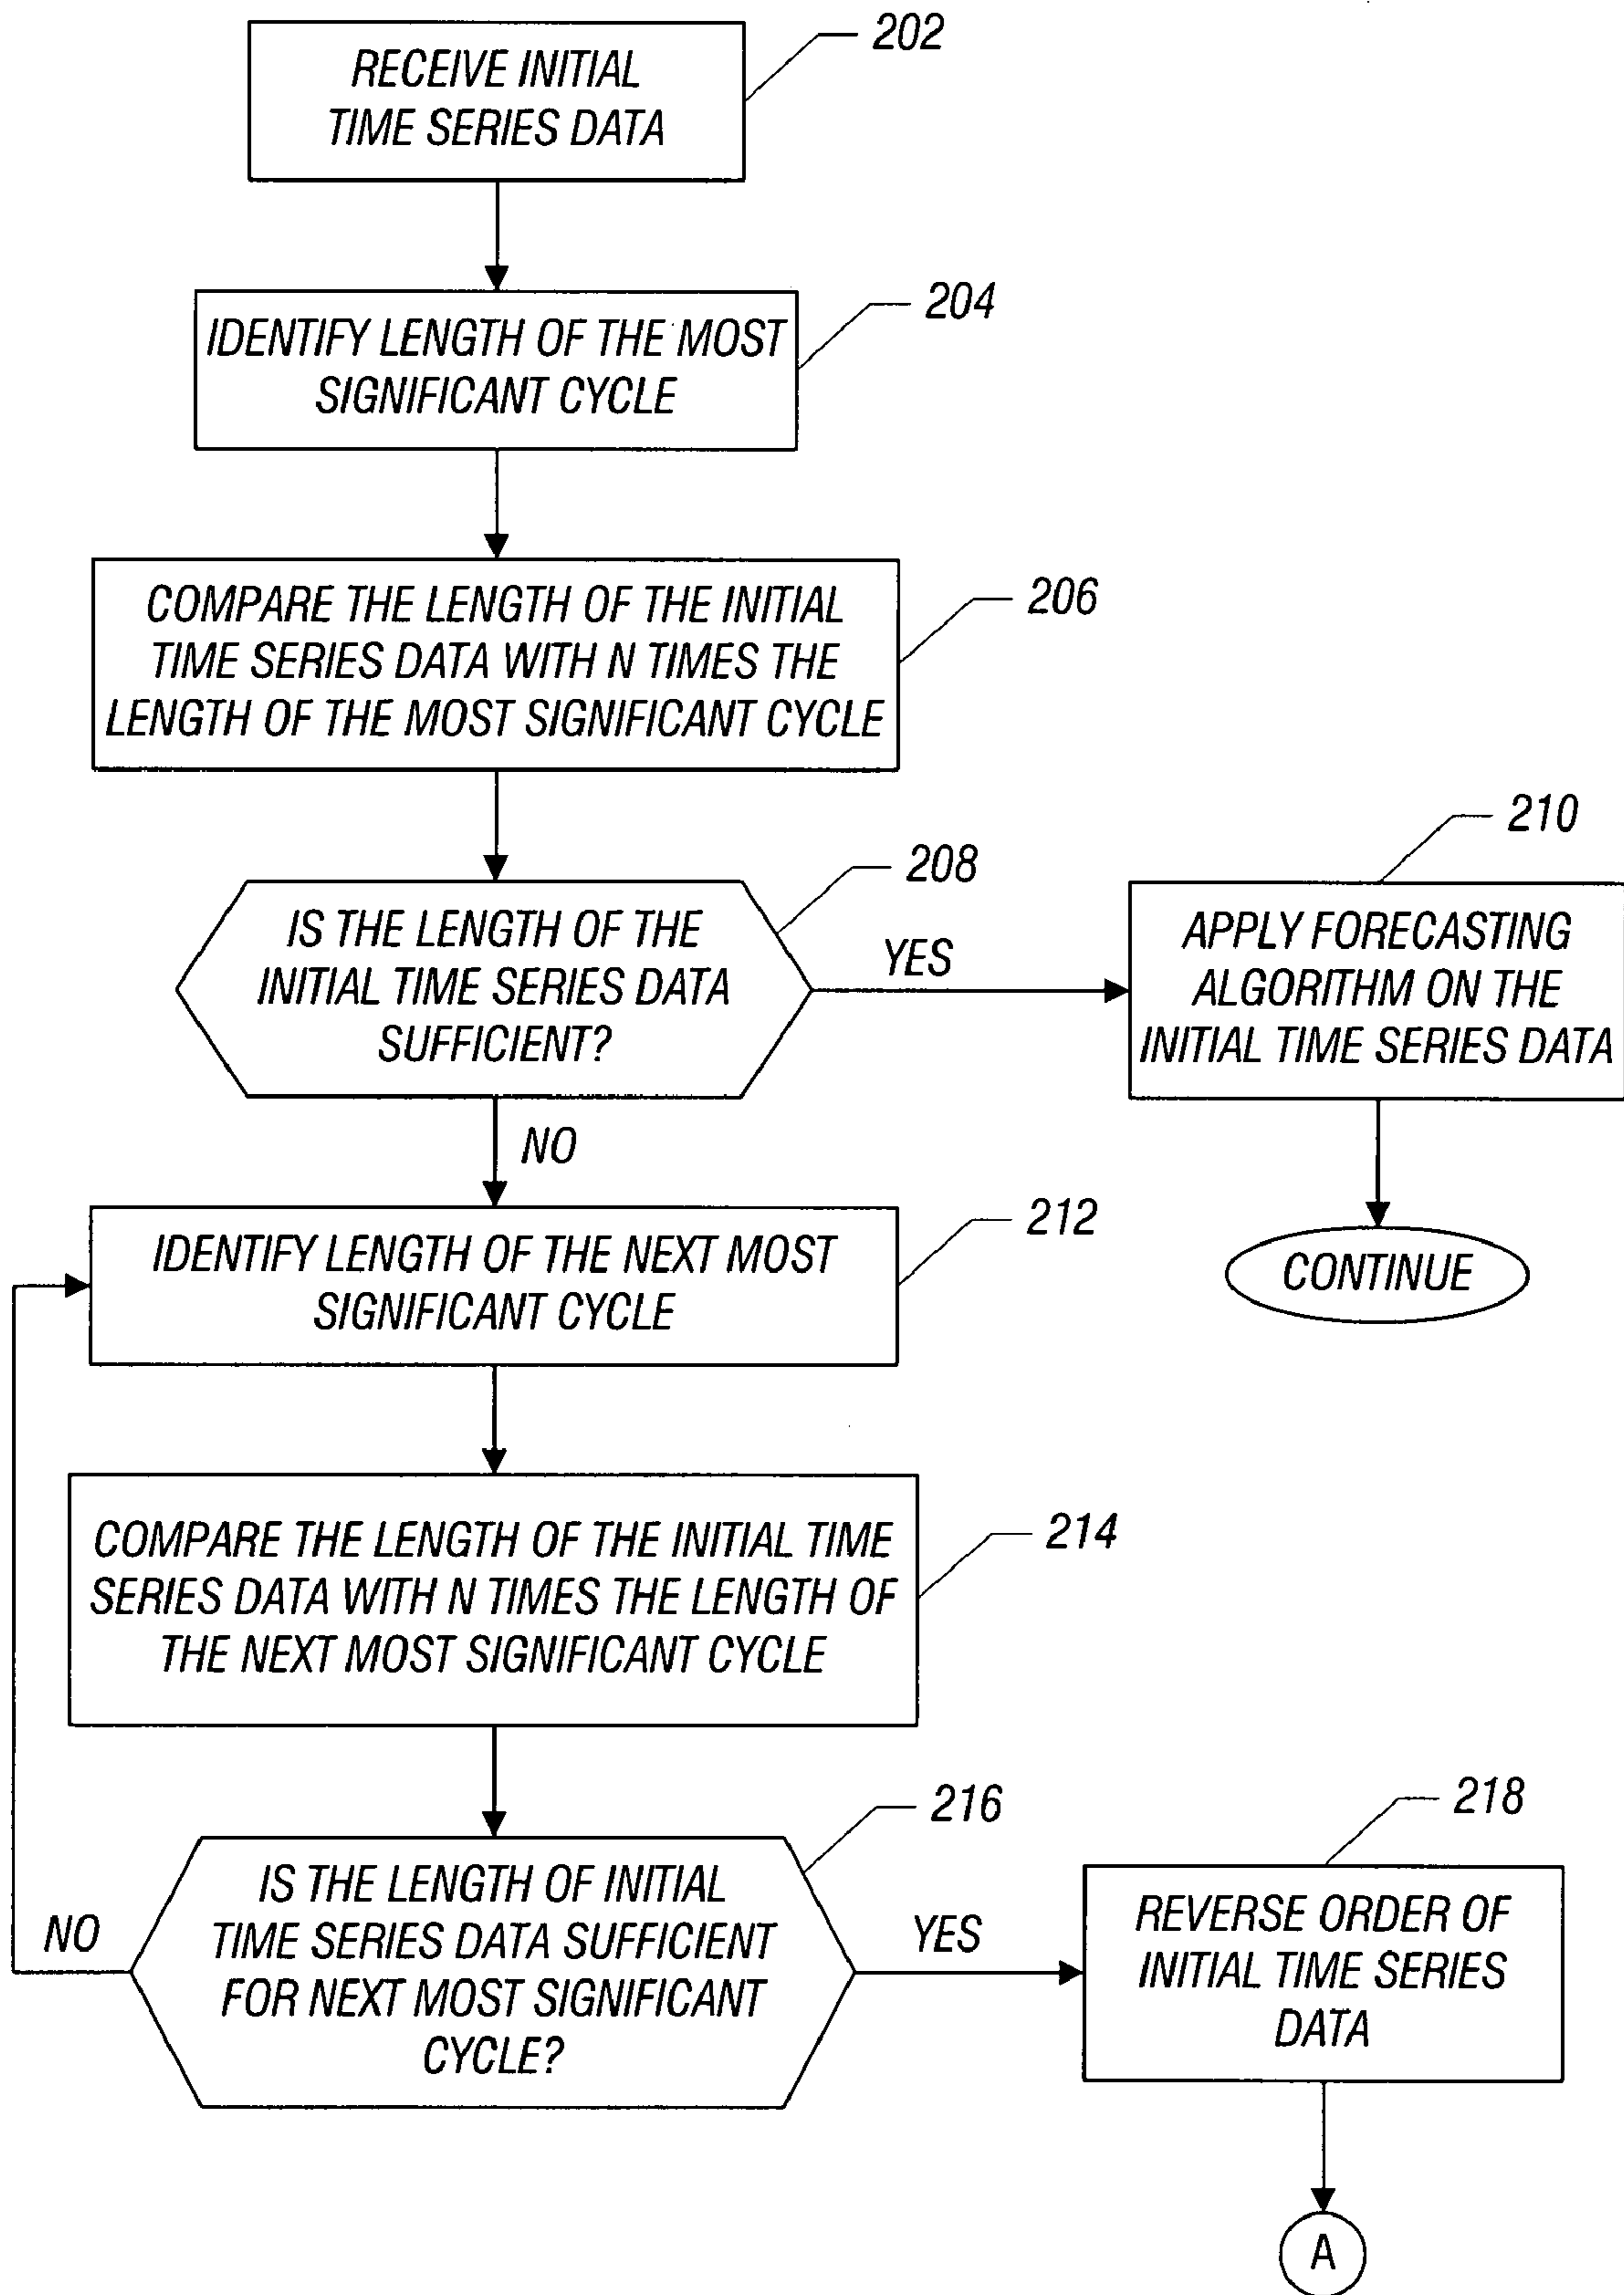 202
RECEIVE INITIAL
TIME SERIES DATA
204
IDENTIFY LENGTH OF THE MOST
SIGNIFICANT CYCLE
206
COMPARE THE LENGTH OF THE INITIAL
TIME SERIES DATA WITH N TIMES THE
LENGTH OF THE MOST SIGNIFICANT CYCLE
208
IS THE LENGTH OF THE
INITIAL TIME SERIES DATA
SUFFICIENT?
YES
210
APPLY FORECASTING
ALGORITHM ON THE
INITIAL TIME SERIES DATA
CONTINUE
NO
212
IDENTIFY LENGTH OF THE NEXT MOST
SIGNIFICANT CYCLE
214
COMPARE THE LENGTH OF THE INITIAL TIME
SERIES DATA WITH N TIMES THE LENGTH OF
THE NEXT MOST SIGNIFICANT CYCLE
216
IS THE LENGTH OF INITIAL
TIME SERIES DATA SUFFICIENT
FOR NEXT MOST SIGNIFICANT
CYCLE?
NO
YES
218
REVERSE ORDER OF
INITIAL TIME SERIES
DATA
A